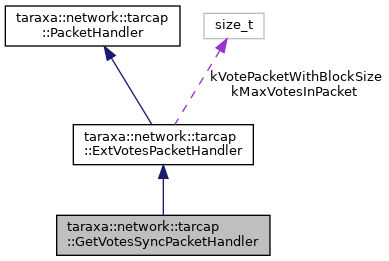 taraxa::network::tarcap
::PacketHandler
size_t
kVotePacketWithBlockSize
kMaxVotesInPacket
taraxa::network::tarcap
::ExtVotesPacketHandler
taraxa::network::tarcap
::GetVotesSyncPacketHandler